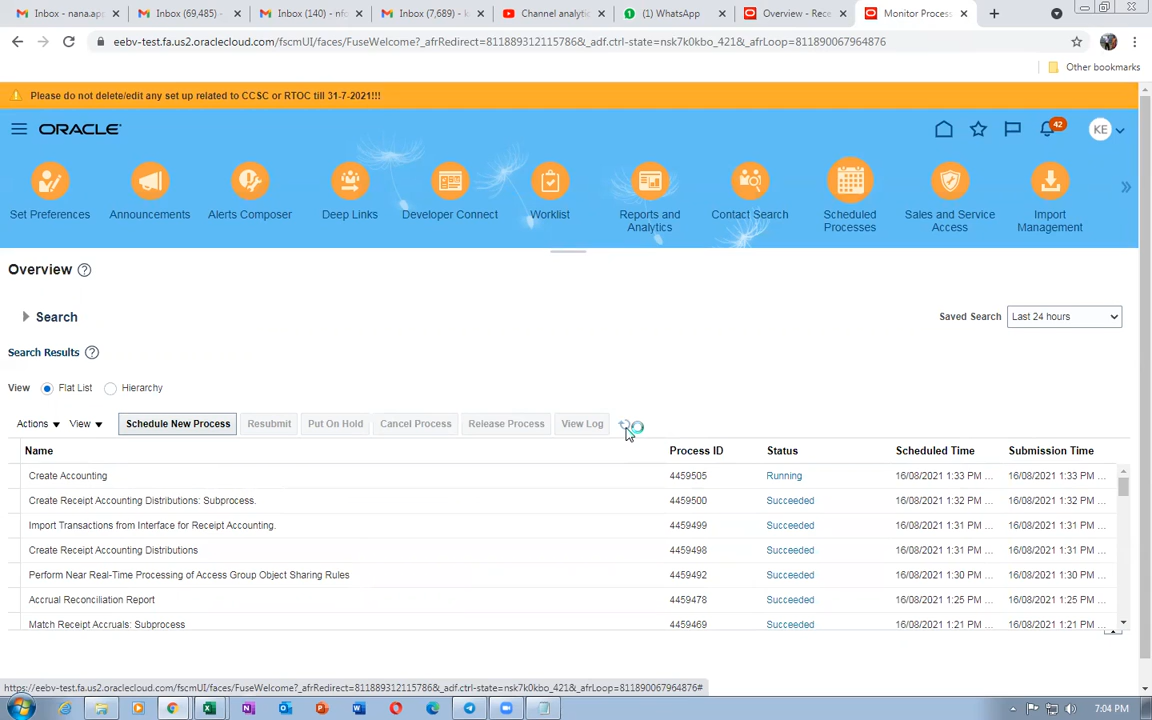 Inbox - nana.apc
Inbox (69,485) -
Inbox (140) - nfo
Inbox (7,689) - k
Channel analytic
(1) WhatsApp
Overview - Rece
Monitor Process
eebv-test.fa.us2.oraclecloud.com/fscmUI/faces/FuseWelcome?_afrRedirect=811889312115786&_adf.ctrl-state=nsk7k0kbo_421&_afrLoop=811890067964876
Other bookmarks
Please do not delete/edit any set up related to CCSC or RTOC till 31-7-2021!!!
ORACLE
42
KE
Set Preferences
Announcements
Alerts Composer
Deep Links
Developer Connect
Worklist
Reports and Analytics
Contact Search
Scheduled Processes
Sales and Service Access
Import Management
Overview
Search
Saved Search Last 24 hours
Search Results
View Flat List Hierarchy
Actions View Schedule New Process Resubmit Put On Hold Cancel Process Release Process View Log
Name Process ID Status Scheduled Time Submission Time
Create Accounting 4459505 Running 16/08/2021 1:33 PM ... 16/08/2021 1:33 PM ...
Create Receipt Accounting Distributions: Subprocess. 4459500 Succeeded 16/08/2021 1:32 PM ... 16/08/2021 1:32 PM ...
Import Transactions from Interface for Receipt Accounting. 4459499 Succeeded 16/08/2021 1:31 PM ... 16/08/2021 1:31 PM ...
Create Receipt Accounting Distributions 4459498 Succeeded 16/08/2021 1:31 PM ... 16/08/2021 1:31 PM ...
Perform Near Real-Time Processing of Access Group Object Sharing Rules 4459492 Succeeded 16/08/2021 1:30 PM ... 16/08/2021 1:30 PM ...
Accrual Reconciliation Report 4459478 Succeeded 16/08/2021 1:25 PM ... 16/08/2021 1:25 PM ...
Match Receipt Accruals: Subprocess 4459469 Succeeded 16/08/2021 1:21 PM ... 16/08/2021 1:21 PM ...
https://eebv-test.fa.us2.oraclecloud.com/fscmUI/faces/FuseWelcome?_afrRedirect=811889312115786&_adf.ctrl-state=nsk7k0kbo_421&_afrLoop=811890067964876#
7:04 PM